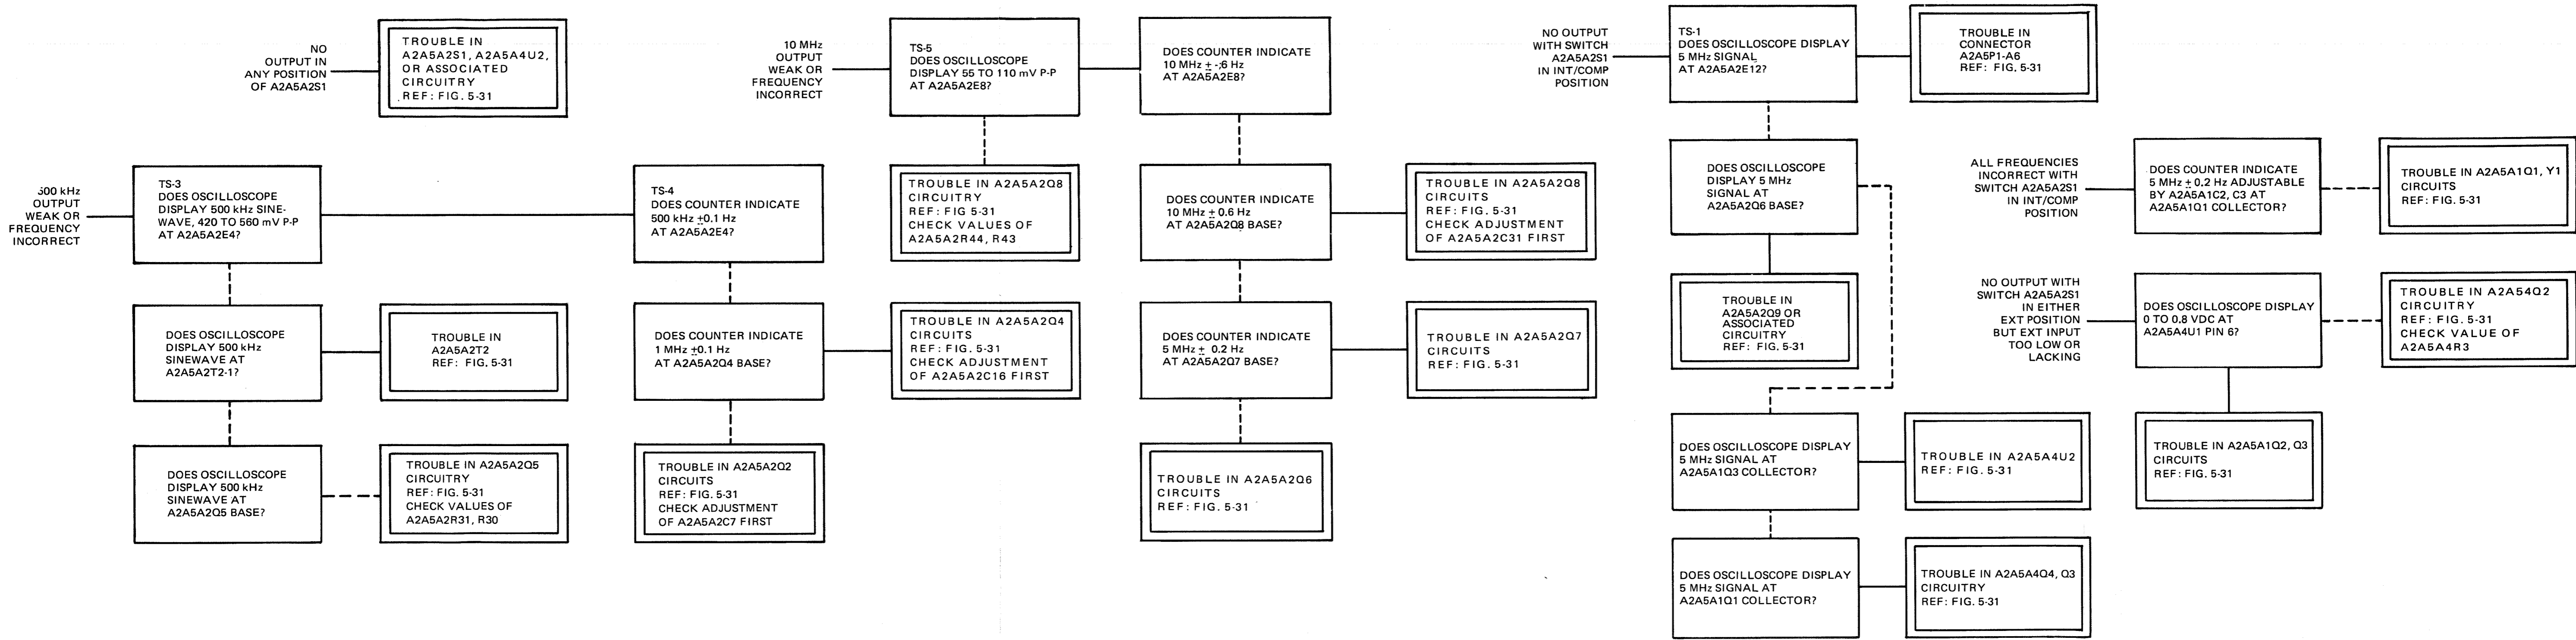 NO
OUTPUT IN
ANY POSITION
OF A2A5A2S1
TROUBLE IN
A2A5A2S1, A2A5A4U2,
OR ASSOCIATED
CIRCUITRY
REF: FIG. 5-31
500 kHz
OUTPUT
WEAK OR
FREQUENCY
INCORRECT
TS-3
DOES OSCILLOSCOPE
DISPLAY 500 kHz SINE-
WAVE, 420 TO 560 mV P-P
AT A2A5A2E4?
DOES OSCILLOSCOPE
DISPLAY 500 kHz
SINEWAVE AT
A2A5A2T2-1?
TROUBLE IN
A2A5A2T2
REF: FIG. 5-31
DOES OSCILLOSCOPE
DISPLAY 500 kHz
SINEWAVE AT
A2A5A2Q5 BASE?
TROUBLE IN A2A5A2Q5
CIRCUITRY
REF: FIG. 5-31
CHECK VALUES OF
A2A5A2R31, R30
TS-4
DOES COUNTER INDICATE
500 kHz ±0.1 Hz
AT A2A5A2E4?
DOES COUNTER INDICATE
1 MHz ±0.1 Hz
AT A2A5A2Q4 BASE?
TROUBLE IN A2A5A2Q4
CIRCUITS
REF: FIG. 5-31
CHECK ADJUSTMENT
OF A2A5A2C16 FIRST
TROUBLE IN A2A5A2Q2
CIRCUITS
REF: FIG. 5-31
CHECK ADJUSTMENT
OF A2A5A2C7 FIRST
10 MHz
OUTPUT
WEAK OR
FREQUENCY
INCORRECT
TS-5
DOES OSCILLOSCOPE
DISPLAY 55 TO 110 mV P-P
AT A2A5A2E8?
TROUBLE IN A2A5A2Q8
CIRCUITRY
REF: FIG 5-31
CHECK VALUES OF
A2A5A2R44, R43
DOES COUNTER INDICATE
10 MHz ± -;6 Hz
AT A2A5A2E8?
DOES COUNTER INDICATE
10 MHz ± 0.6 Hz
AT A2A5A2Q8 BASE?
TROUBLE IN A2A5A2Q8
CIRCUITS
REF: FIG. 5-31
CHECK ADJUSTMENT
OF A2A5A2C31 FIRST
DOES COUNTER INDICATE
5 MHz ± 0.2 Hz
AT A2A5A2Q7 BASE?
TROUBLE IN A2A5A2Q7
CIRCUITS
REF: FIG. 5-31
TROUBLE IN A2A5A2Q6
CIRCUITS
REF: FIG. 5-31
NO OUTPUT
WITH SWITCH
A2A5A2S1
IN INT/COMP
POSITION
TS-1
DOES OSCILLOSCOPE DISPLAY
5 MHz SIGNAL
AT A2A5A2E12?
TROUBLE IN
CONNECTOR
A2A5P1-A6
REF: FIG. 5-31
DOES OSCILLOSCOPE
DISPLAY 5 MHz
SIGNAL AT
A2A5A2Q6 BASE?
TROUBLE IN
A2A5A2Q9 OR
ASSOCIATED
CIRCUITRY
REF: FIG. 5-31
DOES OSCILLOSCOPE DISPLAY
5 MHz SIGNAL AT
A2A5A1Q3 COLLECTOR?
TROUBLE IN A2A5A4U2
REF: FIG. 5-31
DOES OSCILLOSCOPE DISPLAY
5 MHz SIGNAL AT
A2A5A1Q1 COLLECTOR?
TROUBLE IN A2A5A4Q4, Q3
CIRCUITRY
REF: FIG. 5-31
ALL FREQUENCIES
INCORRECT WITH
SWITCH A2A5A2S1
IN INT/COMP
POSITION
DOES COUNTER INDICATE
5 MHz ± 0.2 Hz ADJUSTABLE
BY A2A5A1C2, C3 AT
A2A5A1Q1 COLLECTOR?
TROUBLE IN A2A5A1Q1, Y1
CIRCUITS
REF: FIG. 5-31
NO OUTPUT WITH
SWITCH A2A5A2S1
IN EITHER
EXT POSITION
BUT EXT INPUT
TOO LOW OR
LACKING
DOES OSCILLOSCOPE DISPLAY
0 TO 0.8 VDC AT
A2A5A4U1 PIN 6?
TROUBLE IN A2A54Q2
CIRCUITRY
REF: FIG. 5-31
CHECK VALUE OF
A2A5A4R3
TROUBLE IN A2A5A1Q2, Q3
CIRCUITS
REF: FIG. 5-31